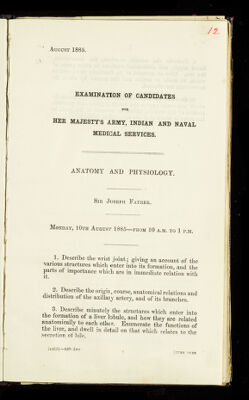 12
August 1885.
EXAMINATION OF CANDIDATES
FOR
HER MAJESTY'S ARMY, INDIAN AND NAVAL
MEDICAL SERVICES.
ANATOMY AND PHYSIOLOGY.
Sir Joseph Fayrer.
Monday, 10th August 1885—from 10 a.m. to 1 p.m.
1. Describe the wrist joint; giving an account of the
various structures which enter into its formation, and the
parts of importance which are in immediate relation with
it.
2. Describe the origin, course, anatomical relations and
distribution of the axillary artery, and of its branches.
3. Describe minutely the structures which enter into
the formation of a liver lobule, and how they are related
anatomically to each other. Enumerate the functions of
the liver, and dwell in detail on that which relates to the
secretion of bile.